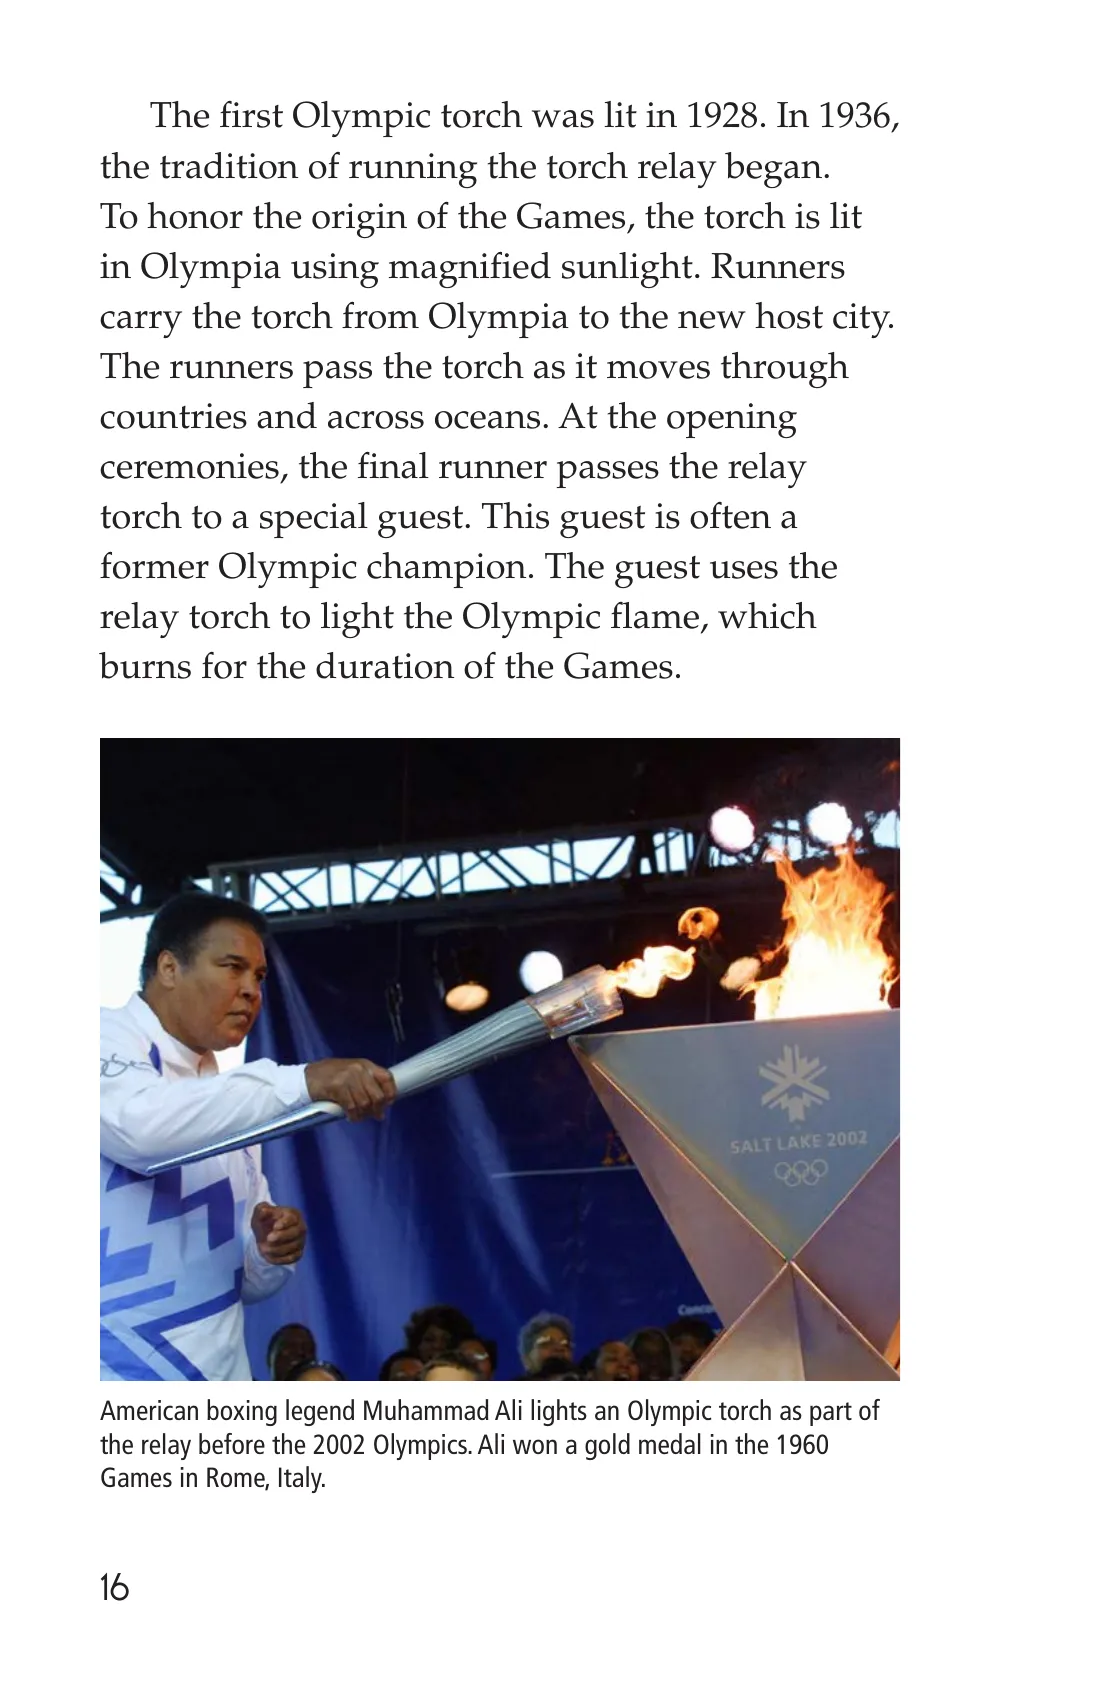 The first Olympic torch was lit in 1928. In 1936,
the tradition of running the torch relay began.
To honor the origin of the Games, the torch is lit
in Olympia using magnified sunlight. Runners
carry the torch from Olympia to the new host city.
The runners pass the torch as it moves through
countries and across oceans. At the opening
ceremonies, the final runner passes the relay
torch to a special guest. This guest is often a
former Olympic champion. The guest uses the
relay torch to light the Olympic flame, which
burns for the duration of the Games.
SALT LAKE 2002
American boxing legend Muhammad Ali lights an Olympic torch as part of
the relay before the 2002 Olympics. Ali won a gold medal in the 1960
Games in Rome, Italy.
16